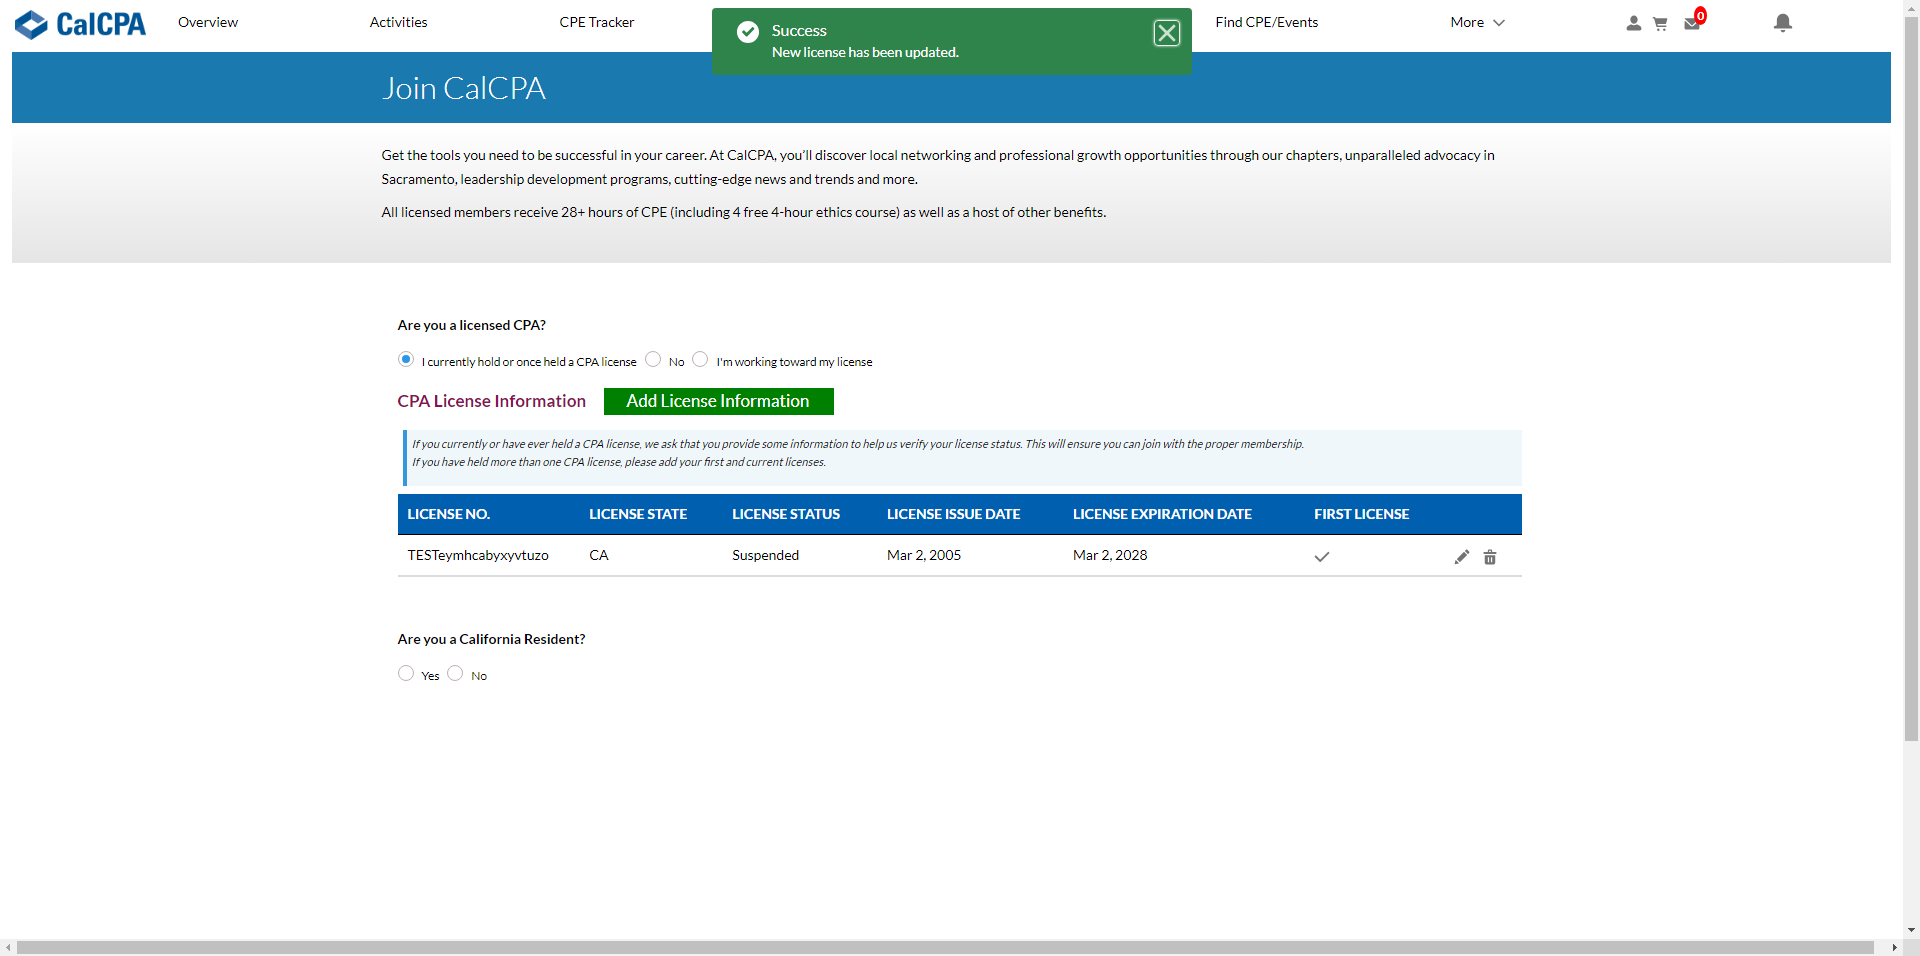 CalCPA
Overview
Activities
CPE Tracker
Find CPE/Events
More
0
Success
New license has been updated.
Join CalCPA
Get the tools you need to be successful in your career. At CalCPA, you’ll discover local networking and professional growth opportunities through our chapters, unparalleled advocacy in
Sacramento, leadership development programs, cutting-edge news and trends and more.
All licensed members receive 28+ hours of CPE (including 4 free 4-hour ethics course) as well as a host of other benefits.
Are you a licensed CPA?
I currently hold or once held a CPA license No I'm working toward my license
CPA License Information Add License Information
If you currently or have ever held a CPA license, we ask that you provide some information to help us verify your license status. This will ensure you can join with the proper membership.
If you have held more than one CPA license, please add your first and current licenses.
LICENSE NO. LICENSE STATE LICENSE STATUS LICENSE ISSUE DATE LICENSE EXPIRATION DATE FIRST LICENSE
TESTeymhcabyxyvtuzo CA Suspended Mar 2, 2005 Mar 2, 2028
Are you a California Resident?
Yes No